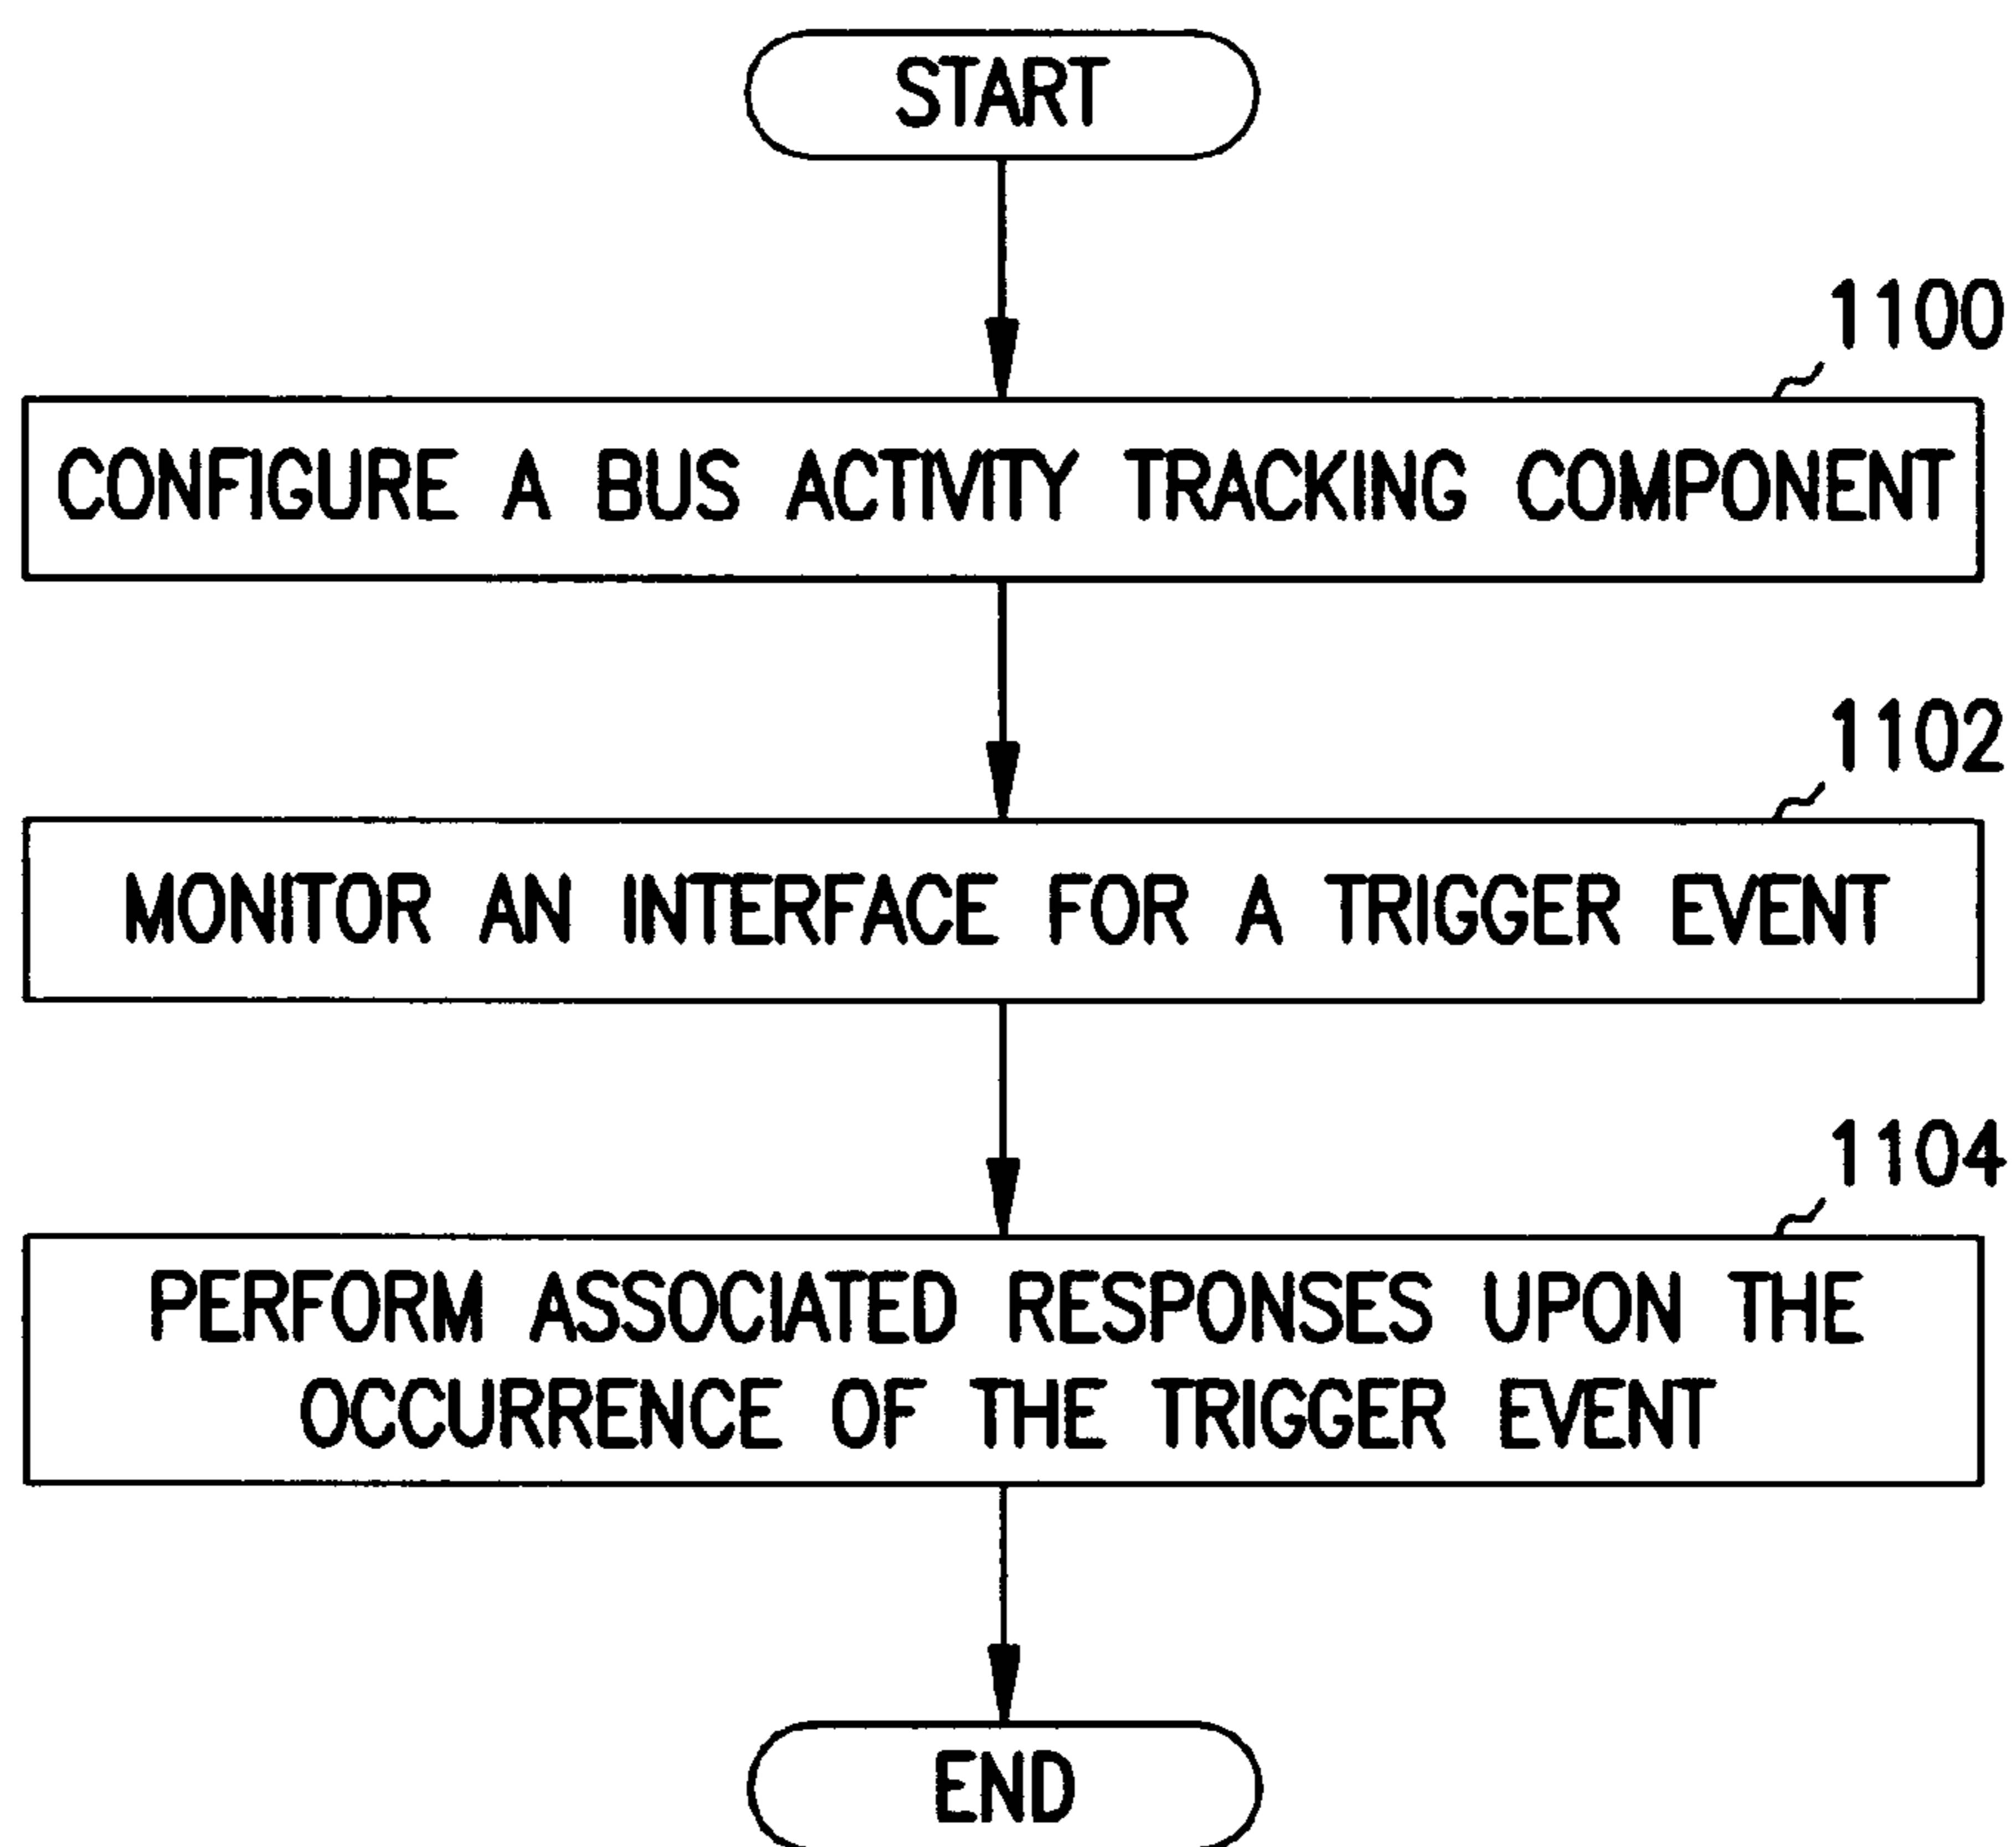 START
1100
CONFIGURE A BUS ACTIVITY TRACKING COMPONENT
1102
MONITOR AN INTERFACE FOR A TRIGGER EVENT
1104
PERFORM ASSOCIATED RESPONSES UPON THE
OCCURRENCE OF THE TRIGGER EVENT
END